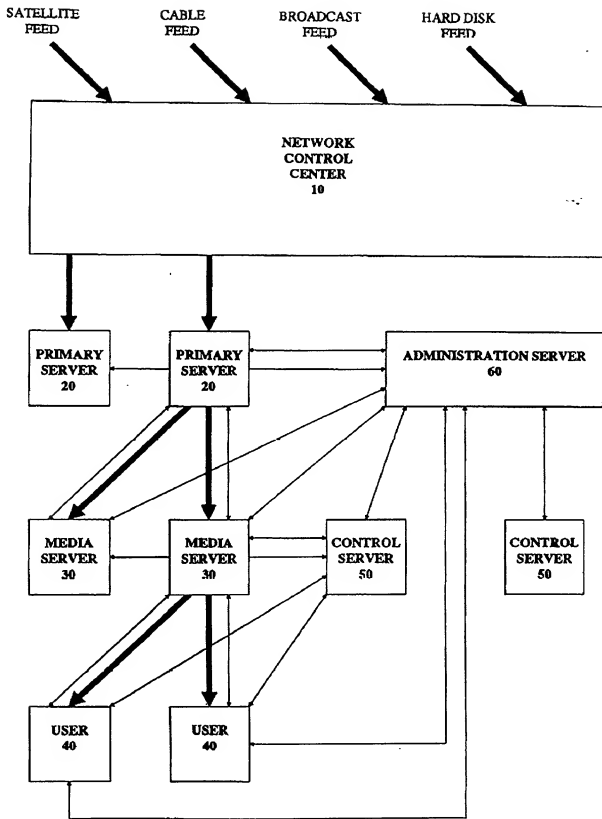 SATELLITE FEED
CABLE FEED
BROADCAST FEED
HARD DISK FEED
NETWORK
CONTROL
CENTER
10
PRIMARY
SERVER
20
PRIMARY
SERVER
20
ADMINISTRATION SERVER
60
MEDIA
SERVER
30
MEDIA
SERVER
30
CONTROL
SERVER
50
CONTROL
SERVER
50
USER
40
USER
40